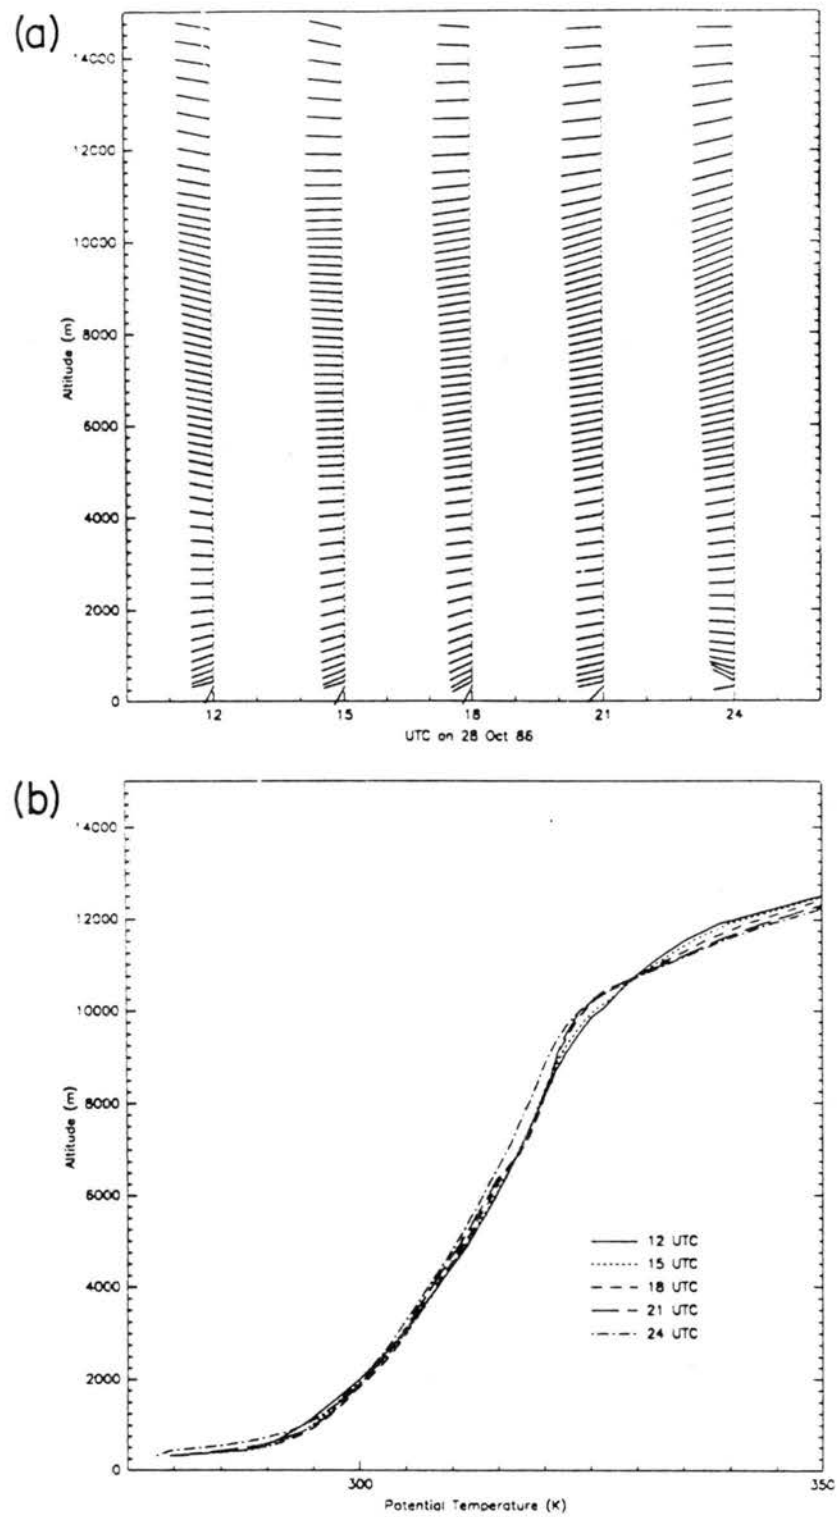 (a)
14000
12000
10000
8000
6000
4000
2000
0
Altitude (m)
12 15 18 21 24
UTC on 28 Oct 86
(b)
14000
12000
10000
8000
6000
4000
2000
0
Altitude (m)
12 UTC
15 UTC
18 UTC
21 UTC
24 UTC
300 350
Potential Temperature (K)